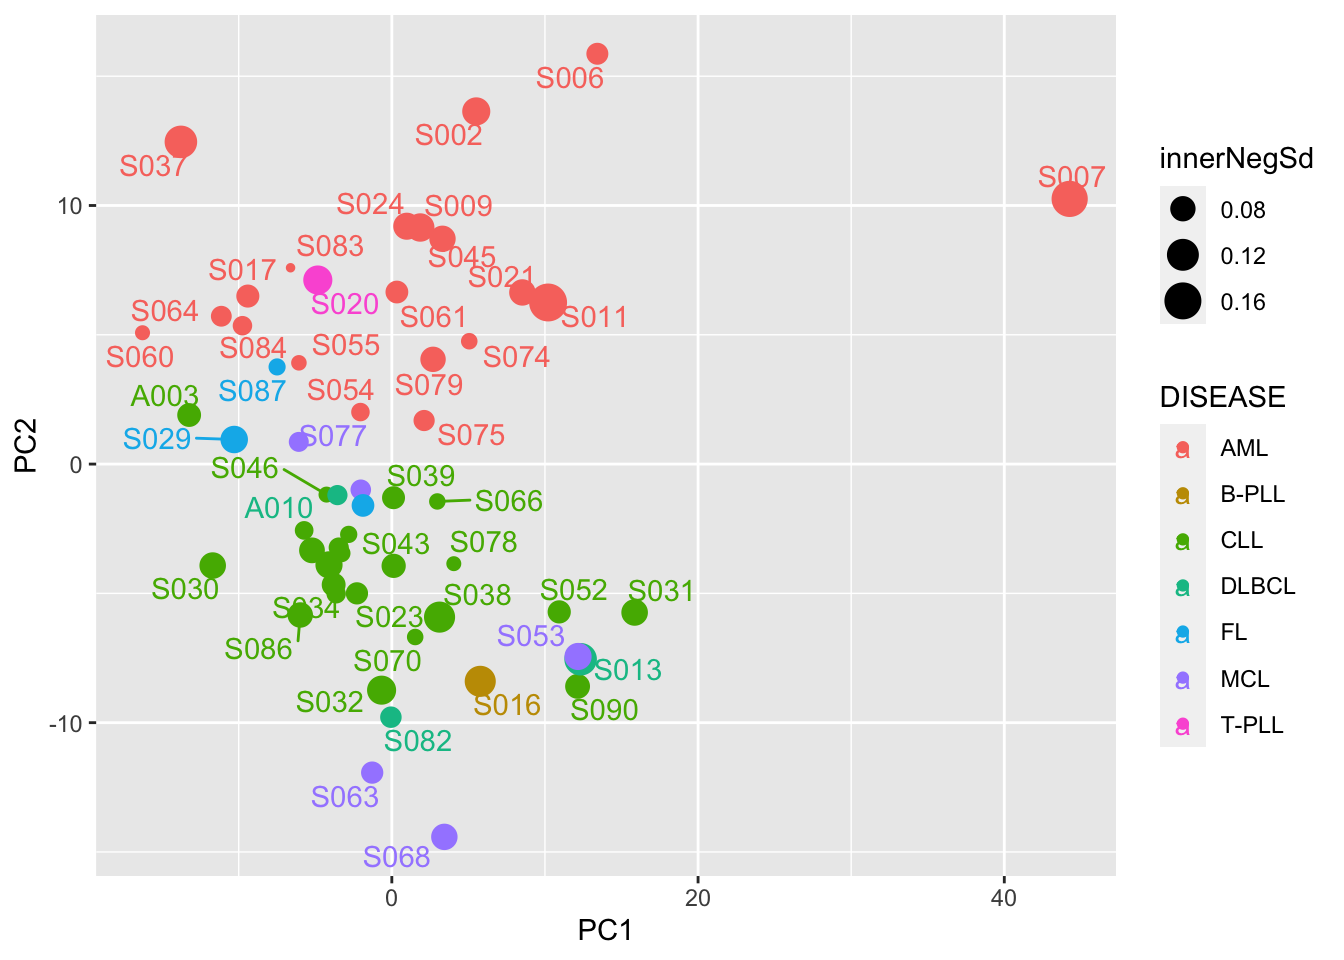 S006
S002
S037
S007
S024
S009
10
S045
S083
S017
S021
S020
S064
S061
S011
S084
S055
S060
S074
S087
S054
S079
A003
S075
S029
S077
PC2
0
S046
S039
S066
A010
S043
S078
S030
S034
S038
S052
S031
S023
S086
S053
S070
S013
S032
S016
S090
-10
S082
S063
S068
0
20
40
PC1
innerNegSd
0.08
0.12
0.16
DISEASE
a AML
a B-PLL
a CLL
a DLBCL
a FL
a MCL
a T-PLL